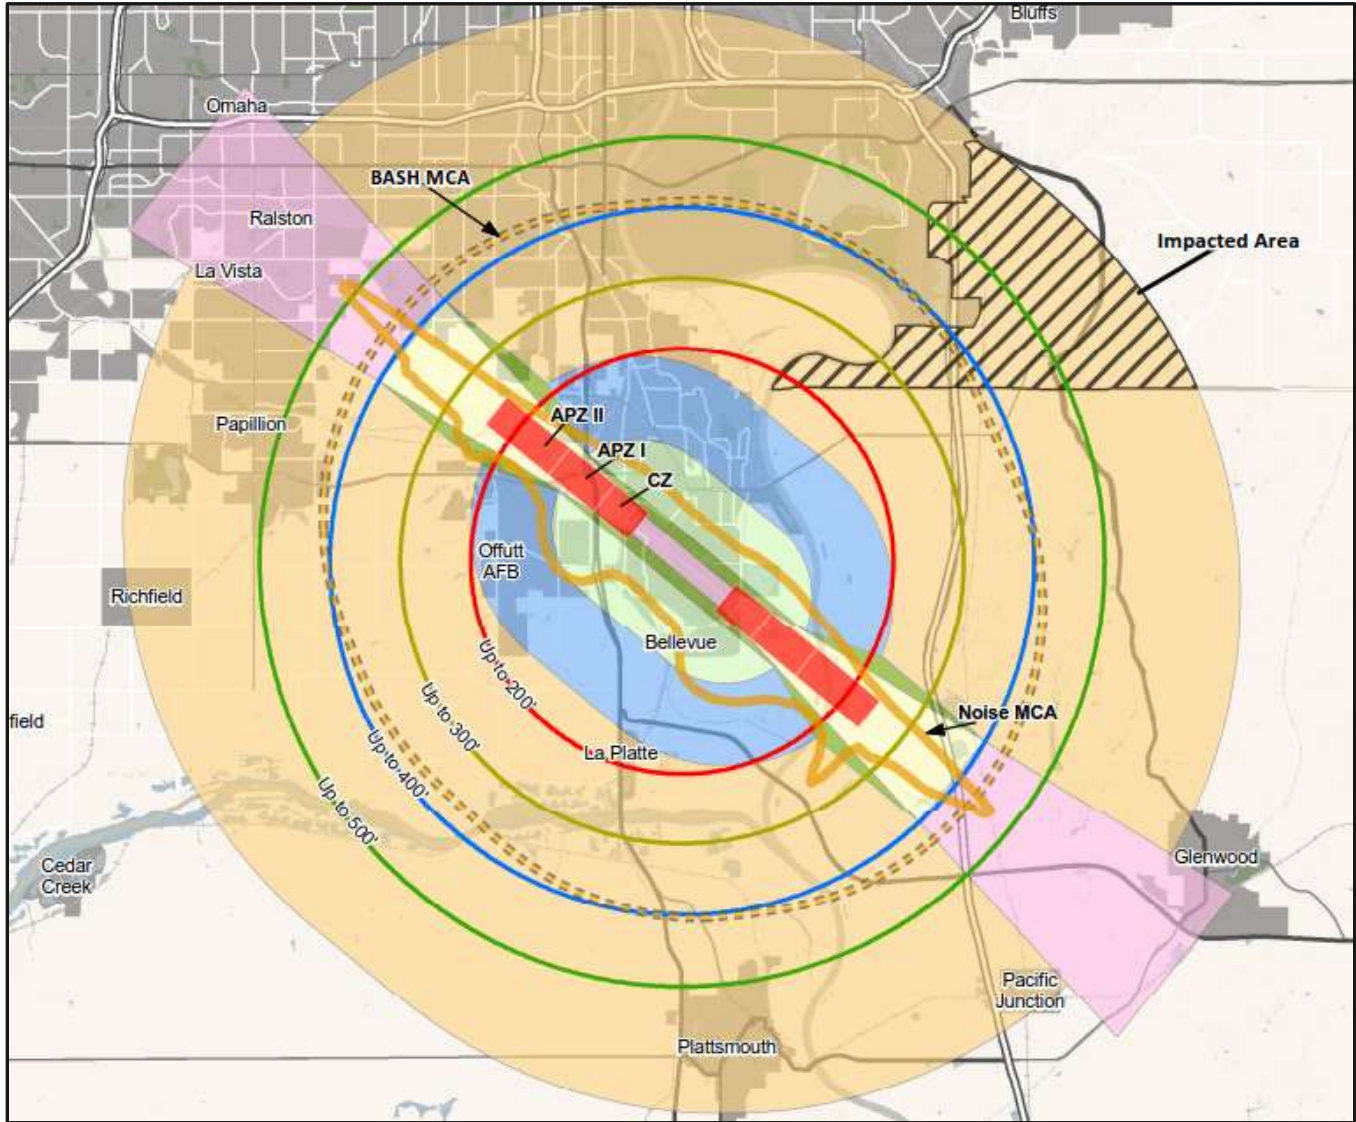 Bluffs
Omaha
BASH MCA
Ralston
Impacted Area
La Vista
APZ II
Papillion
APZ I
CZ
Offutt
AFB
Richfield
Bellevue
Up to 200'
Up to 300'
Noise MCA
field
Up to 400'
La Platte
Up to 500'
Cedar
Creek
Glenwood
Pacific
Junction
Plattsmouth